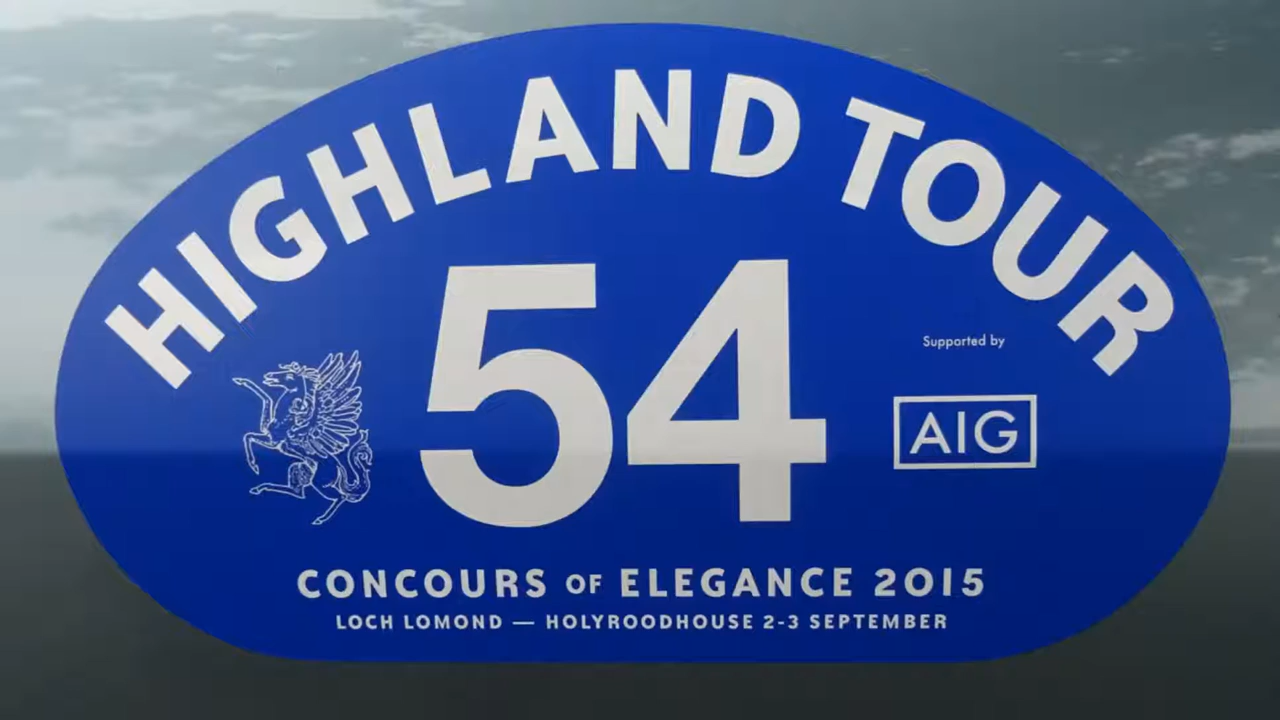 HIGHLAND TOUR
54
Supported by
AIG
CONCOURS OF ELEGANCE 2015
LOCH LOMOND — HOLYROODHOUSE 2-3 SEPTEMBER